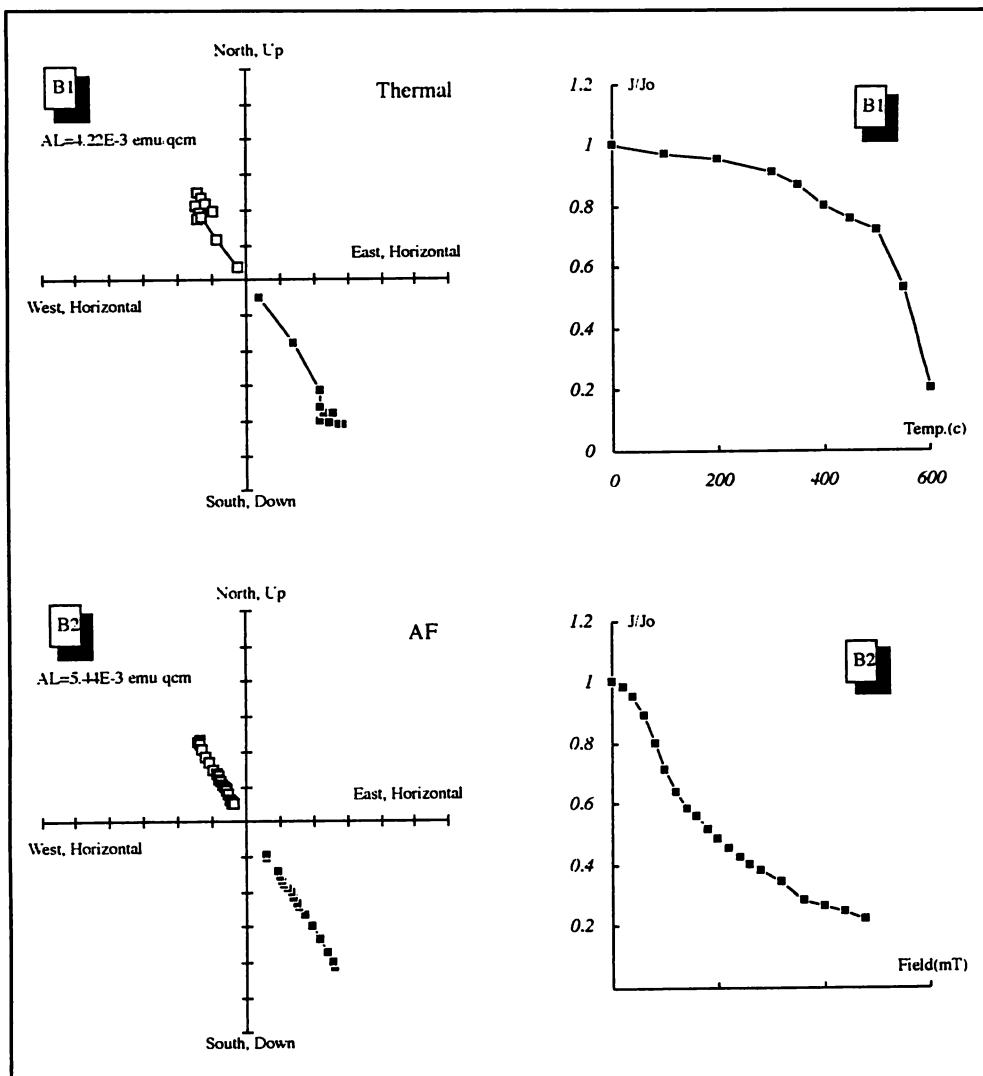 North, Up
B1
Thermal
AL=4.22E-3 emu qcm
East, Horizontal
West, Horizontal
South, Down
J/Jo
B1
1.2
1
0.8
0.6
0.4
0.2
0
Temp.(c)
0 200 400 600
North, Up
B2
AF
AL=5.44E-3 emu qcm
East, Horizontal
West, Horizontal
South, Down
J/Jo
B2
1.2
1
0.8
0.6
0.4
0.2
Field(mT)